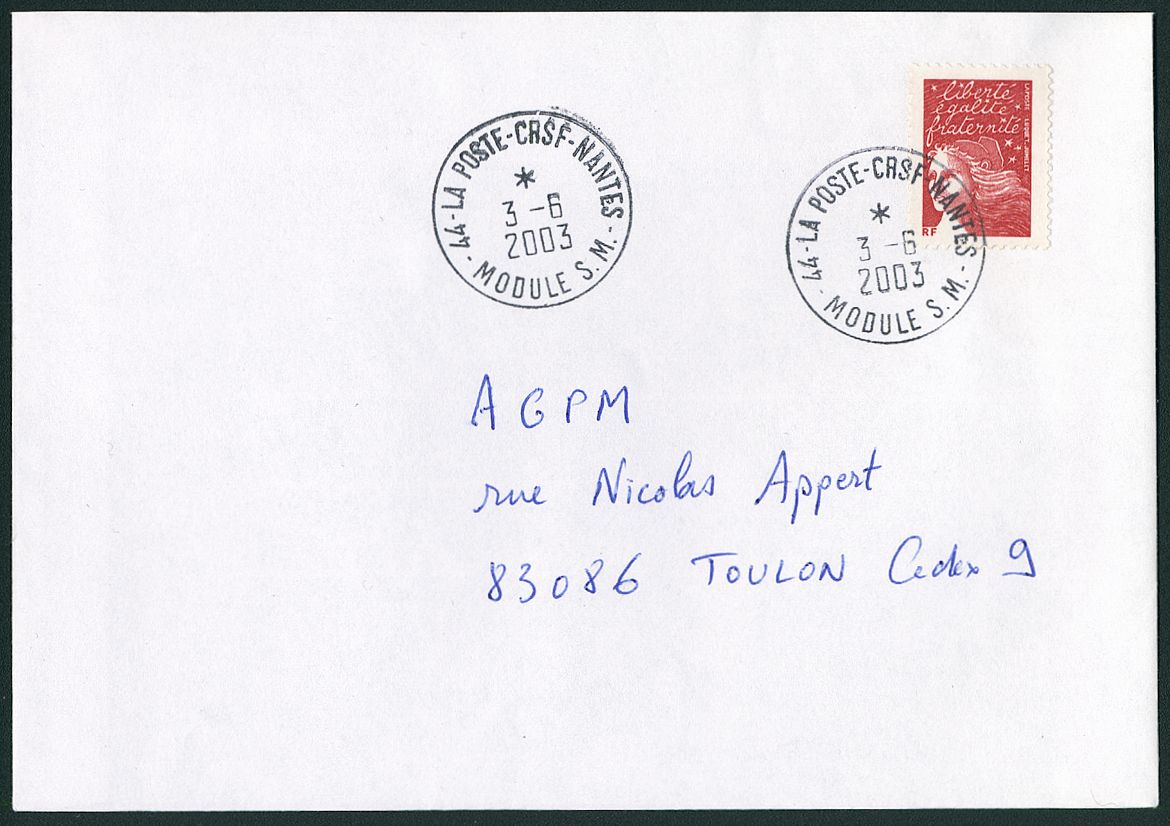 44-LA POSTE-CRSF-NANTES
*
3 -6
2003
- MODULE S.M. -
liberté
égalité
fraternité
RF
44-LA POSTE-CRSF-NANTES
*
3 -6
2003
- MODULE S.M. -
AGPM
rue Nicolas Appert
83086 TOULON Cedex 9